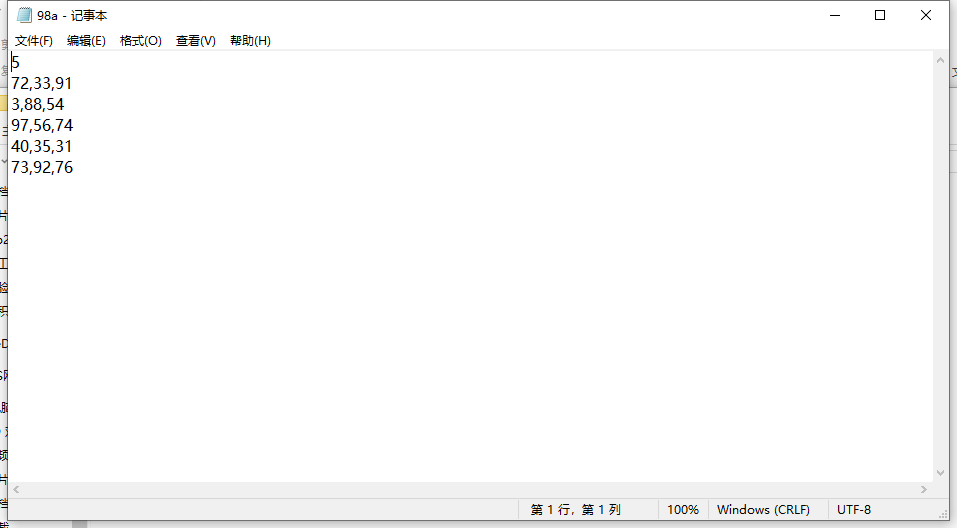 98a - 记事本
文件(F) 编辑(E) 格式(O) 查看(V) 帮助(H)
5
72,33,91
3,88,54
97,56,74
40,35,31
73,92,76
第 1 行，第 1 列 100% Windows (CRLF) UTF-8